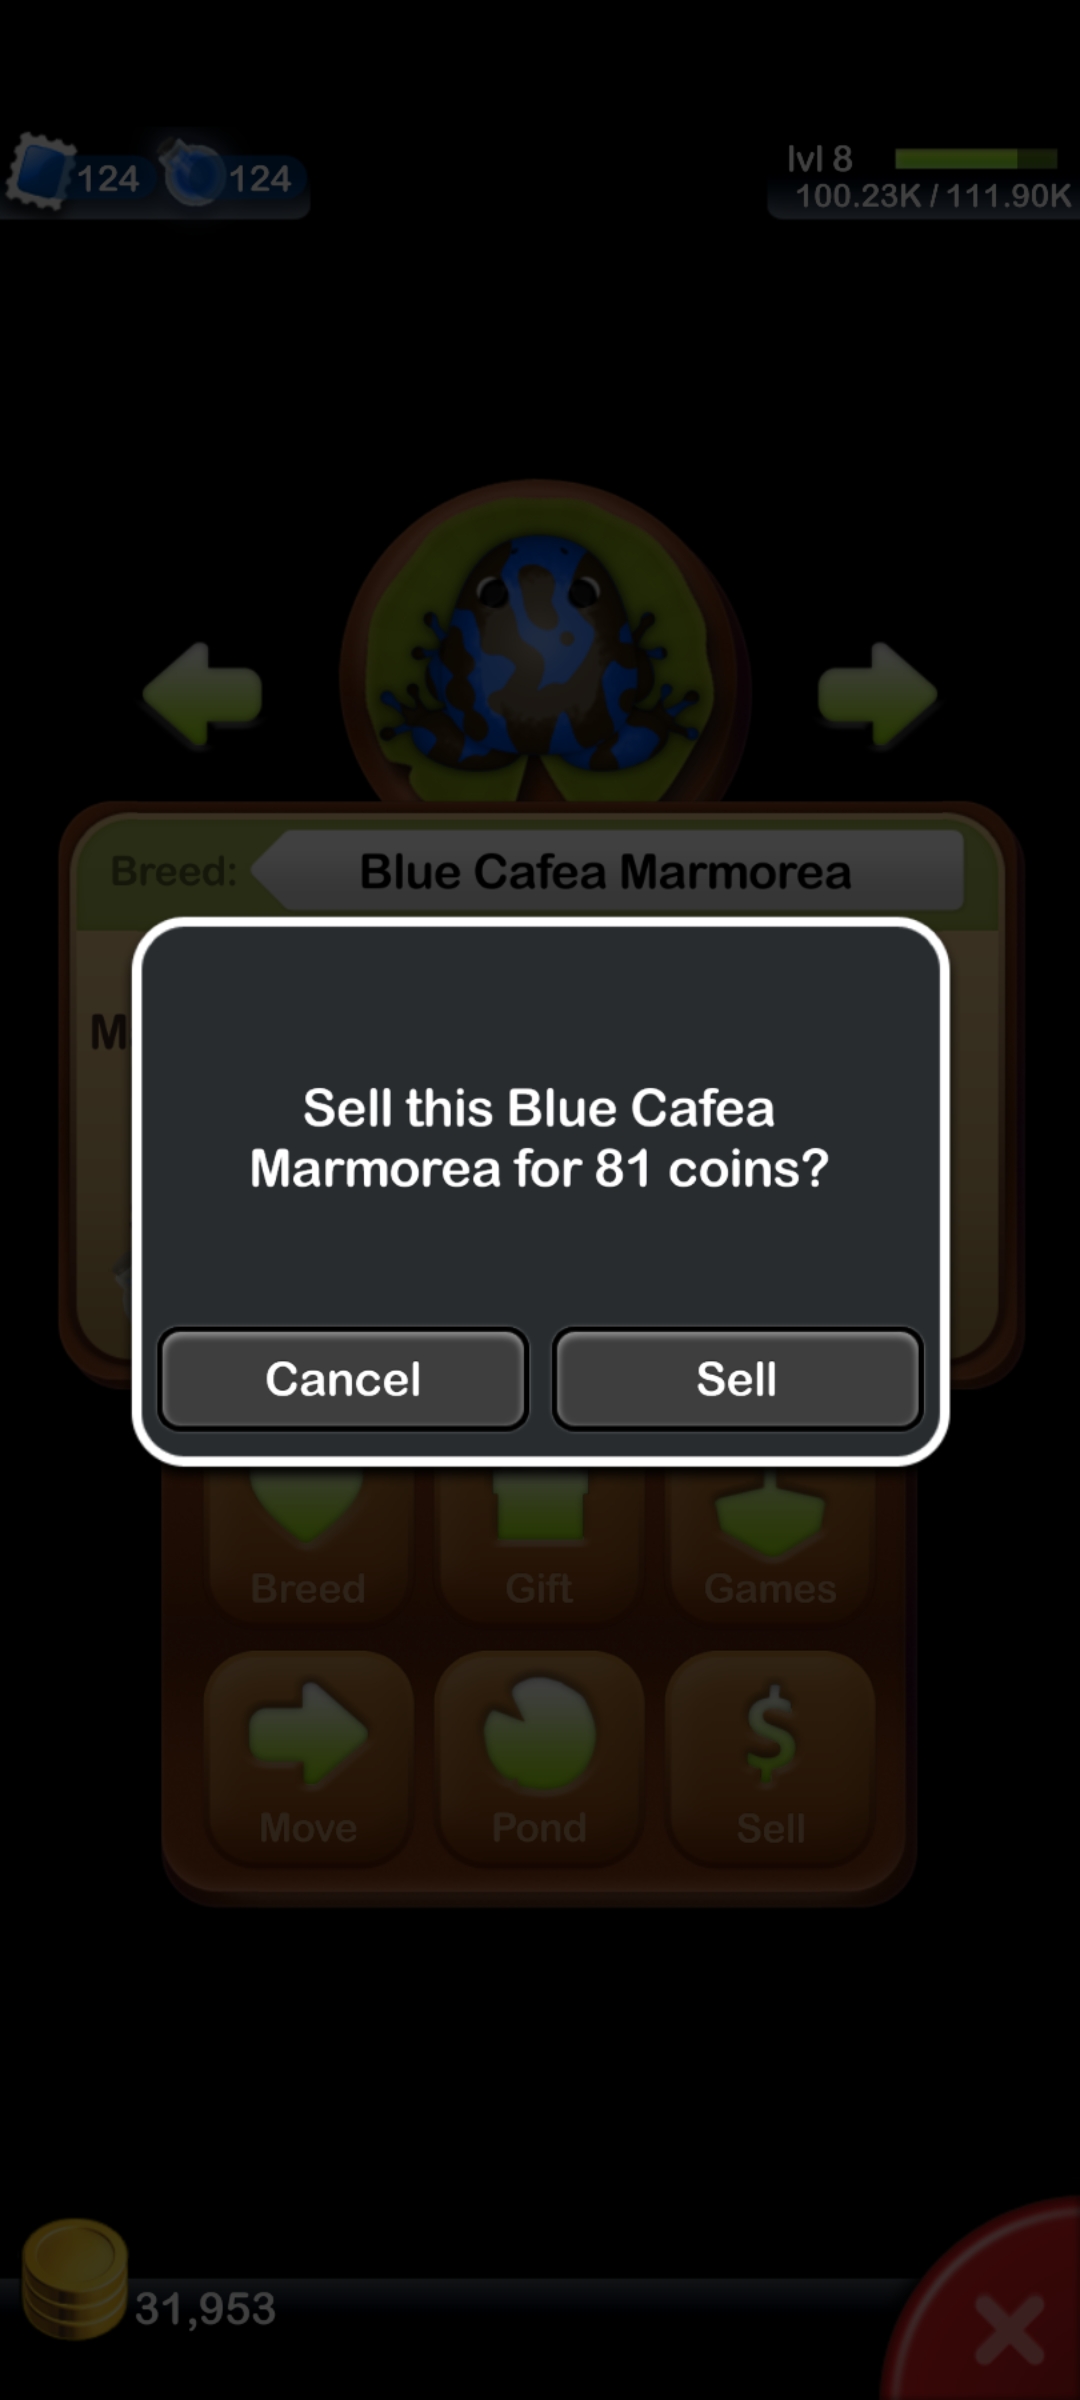 124
124
lvl 8
100.23K / 111.90K
Breed:
Blue Cafea Marmorea
M
Sell this Blue Cafea
Marmorea for 81 coins?
Cancel
Sell
Breed
Gift
Games
Move
Pond
$
Sell
31,953